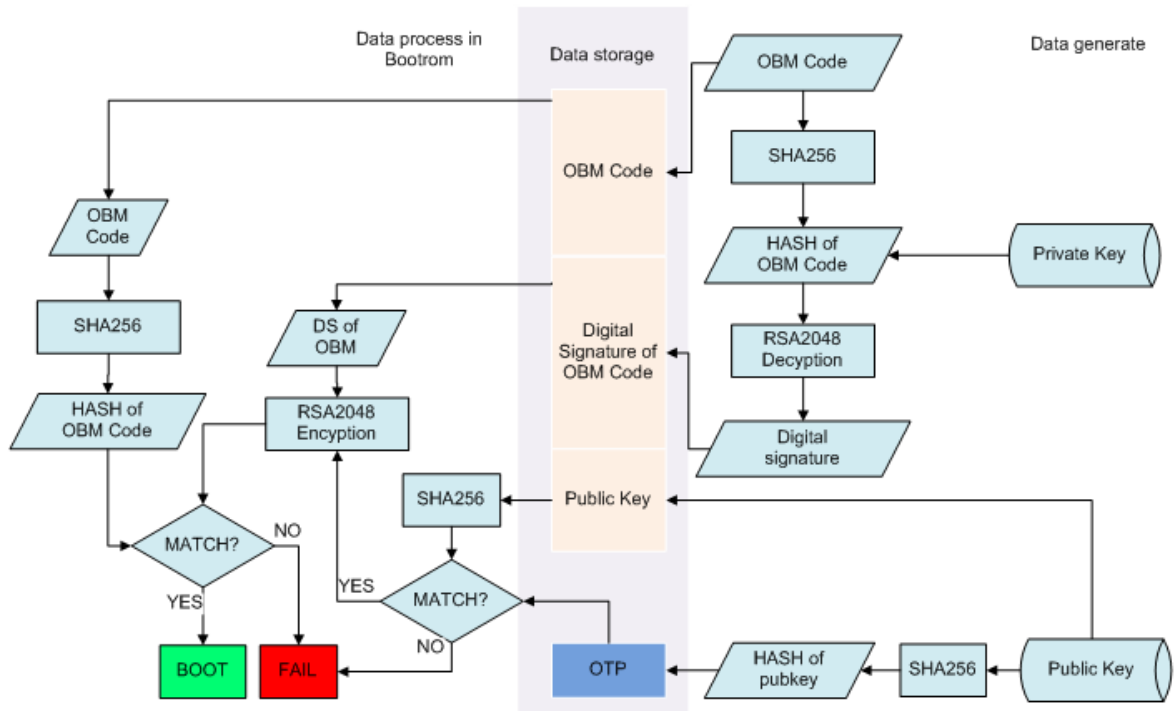 Data process in
Bootrom
Data storage
Data generate
OBM Code
SHA256
HASH of
OBM Code
Private Key
RSA2048
Decyption
Digital
signature
OBM Code
Digital
Signature of
OBM Code
Public Key
OTP
OBM
Code
SHA256
HASH of
OBM Code
DS of
OBM
RSA2048
Encyption
SHA256
MATCH?
NO
YES
MATCH?
YES
NO
BOOT
FAIL
HASH of
pubkey
SHA256
Public Key